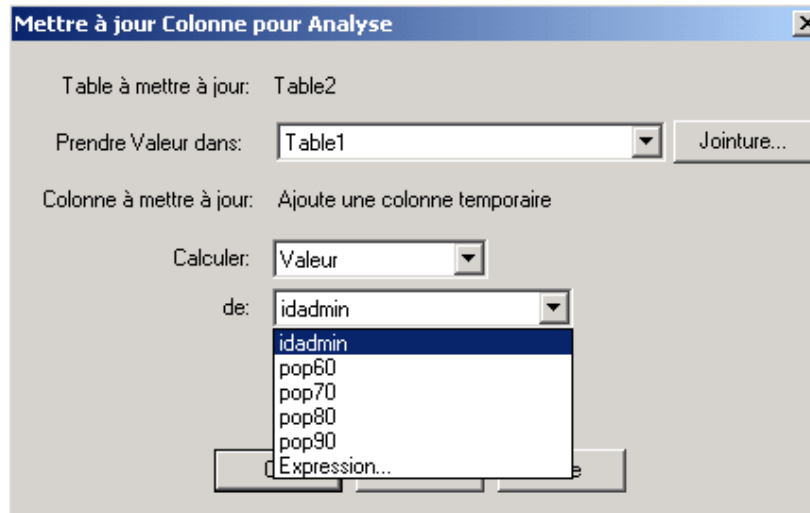 Mettre à jour Colonne pour Analyse
Table à mettre à jour: Table2
Prendre Valeur dans: Table1 Jointure...
Colonne à mettre à jour: Ajoute une colonne temporaire
Calculer: Valeur
de: idadmin
idadmin
pop60
pop70
pop80
pop90
Expression...